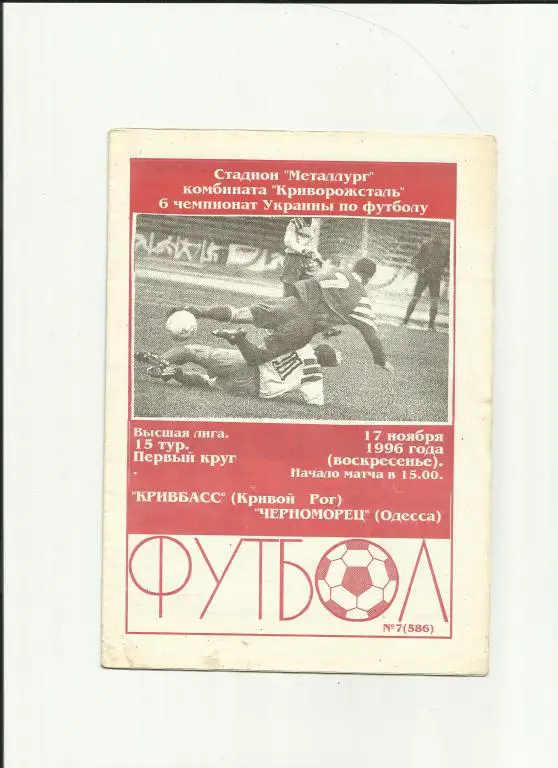 Стадион "Металлург"
комбината "Криворожсталь"
6 чемпионат Украины по футболу
Высшая лига.
15 тур.
Первый круг
17 ноября
1996 года
(воскресенье).
Начало матча в 15.00.
"КРИВБАСС" (Кривой Рог)
"ЧЕРНОМОРЕЦ" (Одесса)
ФУТБОЛ
№7(586)